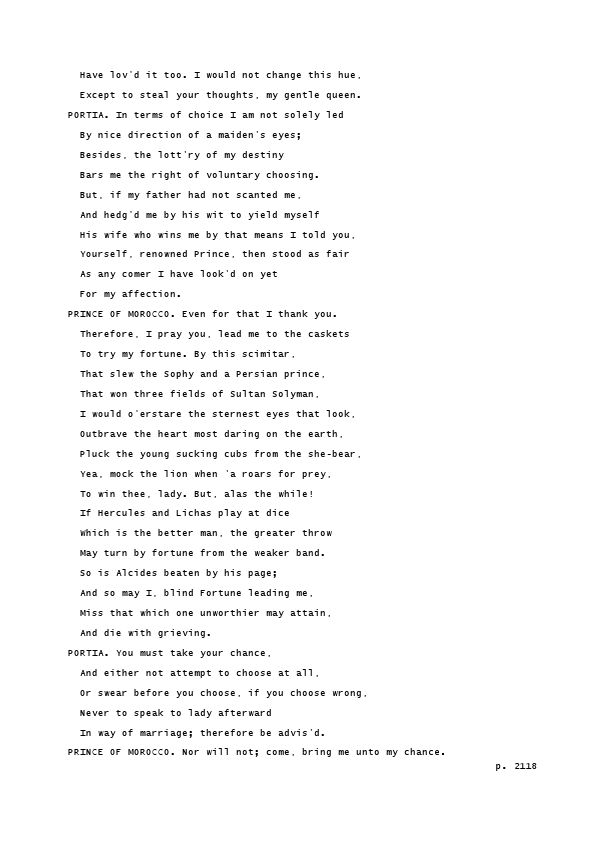 Have lov'd it too. I would not change this hue,
Except to steal your thoughts, my gentle queen.
PORTIA. In terms of choice I am not solely led
By nice direction of a maiden's eyes;
Besides, the lott'ry of my destiny
Bars me the right of voluntary choosing.
But, if my father had not scanted me,
And hedg'd me by his wit to yield myself
His wife who wins me by that means I told you,
Yourself, renowned Prince, then stood as fair
As any comer I have look'd on yet
For my affection.
PRINCE OF MOROCCO. Even for that I thank you.
Therefore, I pray you, lead me to the caskets
To try my fortune. By this scimitar,
That slew the Sophy and a Persian prince,
That won three fields of Sultan Solyman,
I would o'erstare the sternest eyes that look,
Outbrave the heart most daring on the earth,
Pluck the young sucking cubs from the she-bear,
Yea, mock the lion when 'a roars for prey,
To win thee, lady. But, alas the while!
If Hercules and Lichas play at dice
Which is the better man, the greater throw
May turn by fortune from the weaker band.
So is Alcides beaten by his page;
And so may I, blind Fortune leading me,
Miss that which one unworthier may attain,
And die with grieving.
PORTIA. You must take your chance,
And either not attempt to choose at all,
Or swear before you choose, if you choose wrong,
Never to speak to lady afterward
In way of marriage; therefore be advis'd.
PRINCE OF MOROCCO. Nor will not; come, bring me unto my chance.
p. 2118